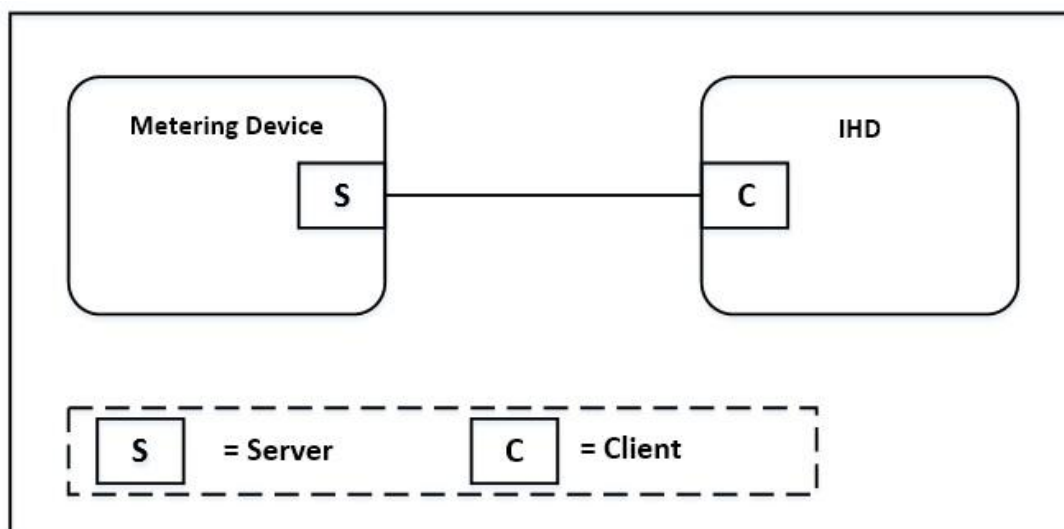 Metering Device
IHD
S
C
S = Server
C = Client